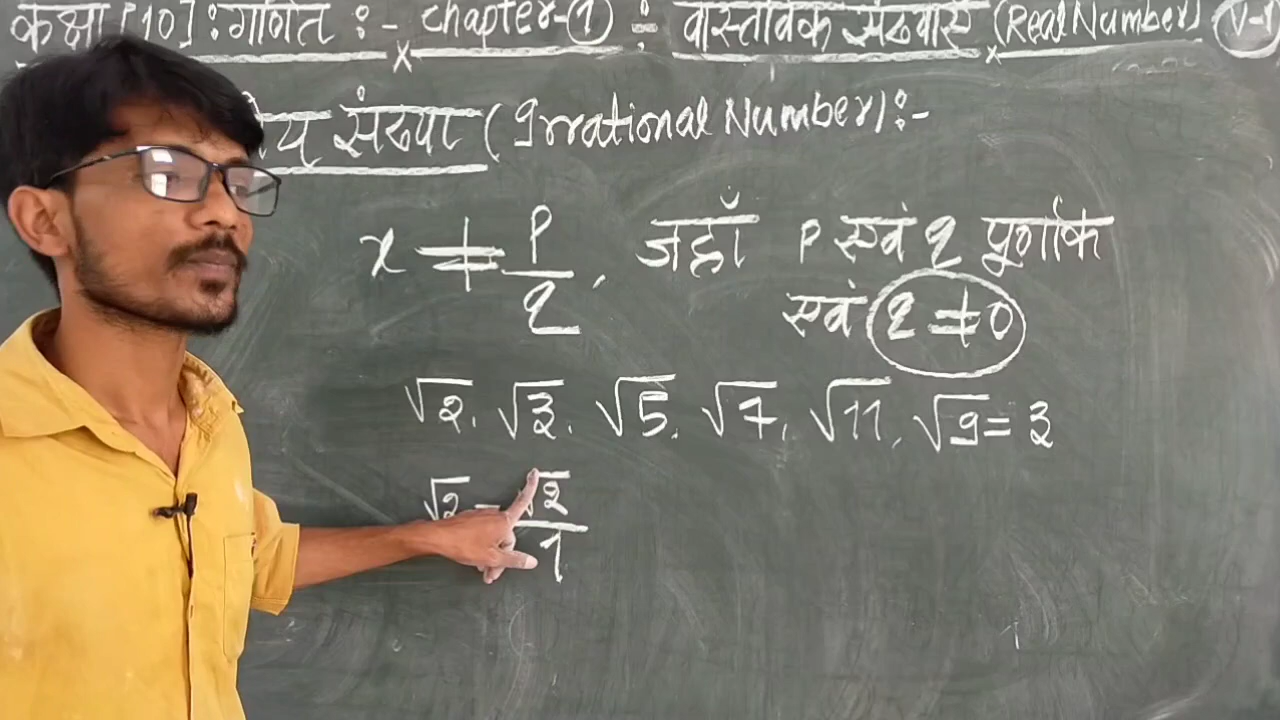 कक्षा [10] : गणित :- Chapter-(1) : वास्तविक संख्याएँ (Real Number) V-1
संख्या (Irrational Number) :-
x ≠ p/q, जहाँ P एवं q पूर्णांक
एवं q ≠ 0
√2, √3, √5, √7, √11, √9 = 3
√2 = √2/1